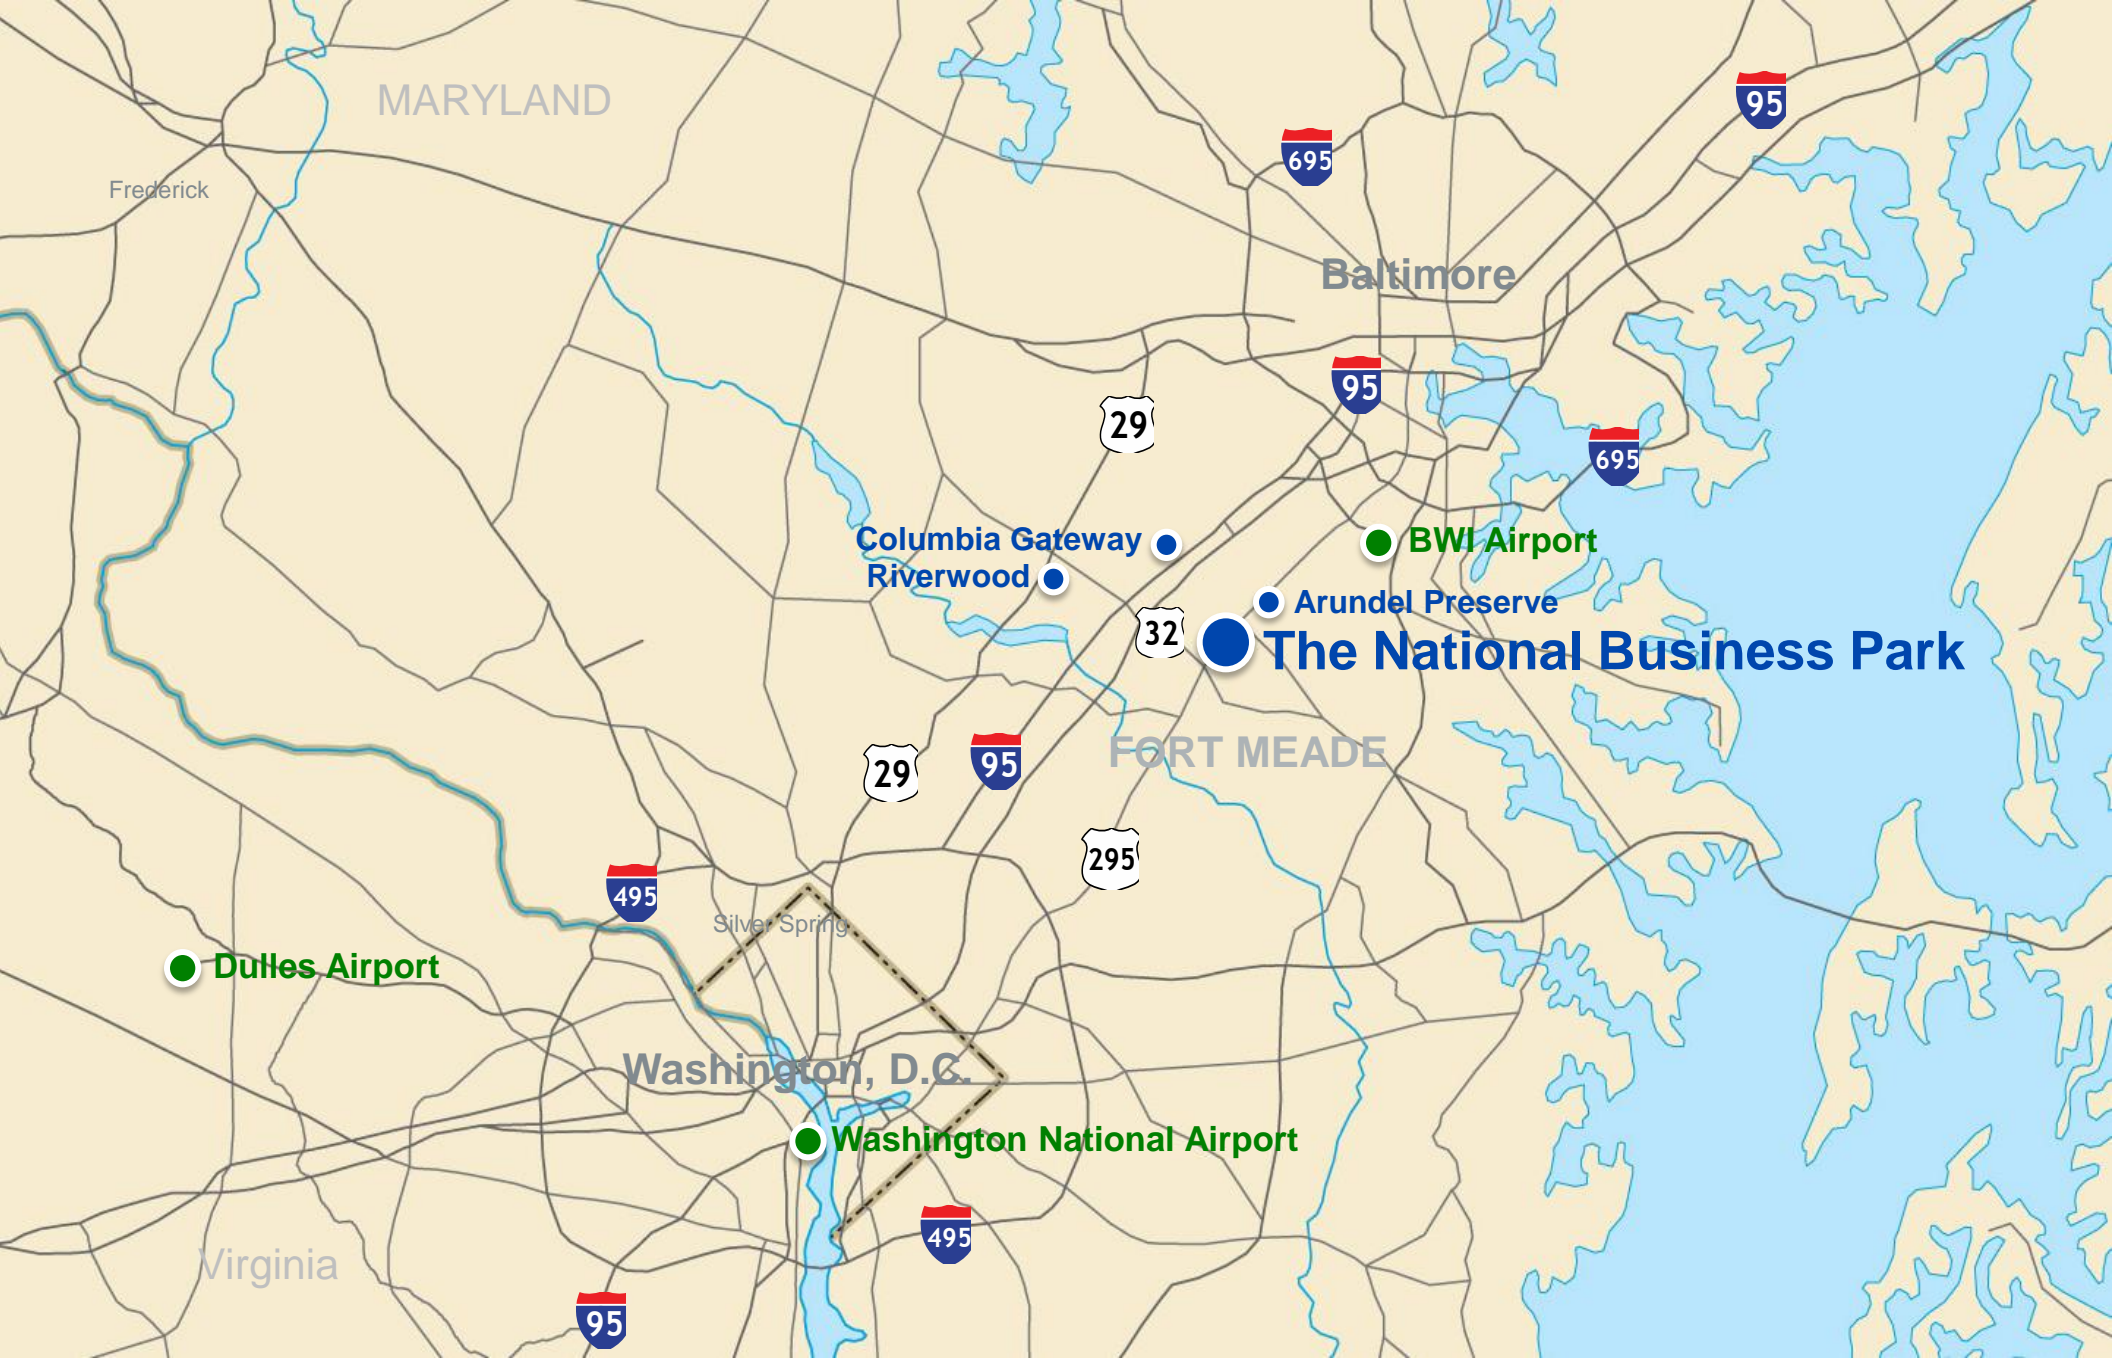 MARYLAND
95
695
Frederick
Baltimore
95
29
695
Columbia Gateway
BWI Airport
Riverwood
Arundel Preserve
32
The National Business Park
FORT MEADE
29
95
295
495
Silver Spring
Dulles Airport
Washington, D.C.
Washington National Airport
495
Virginia
95